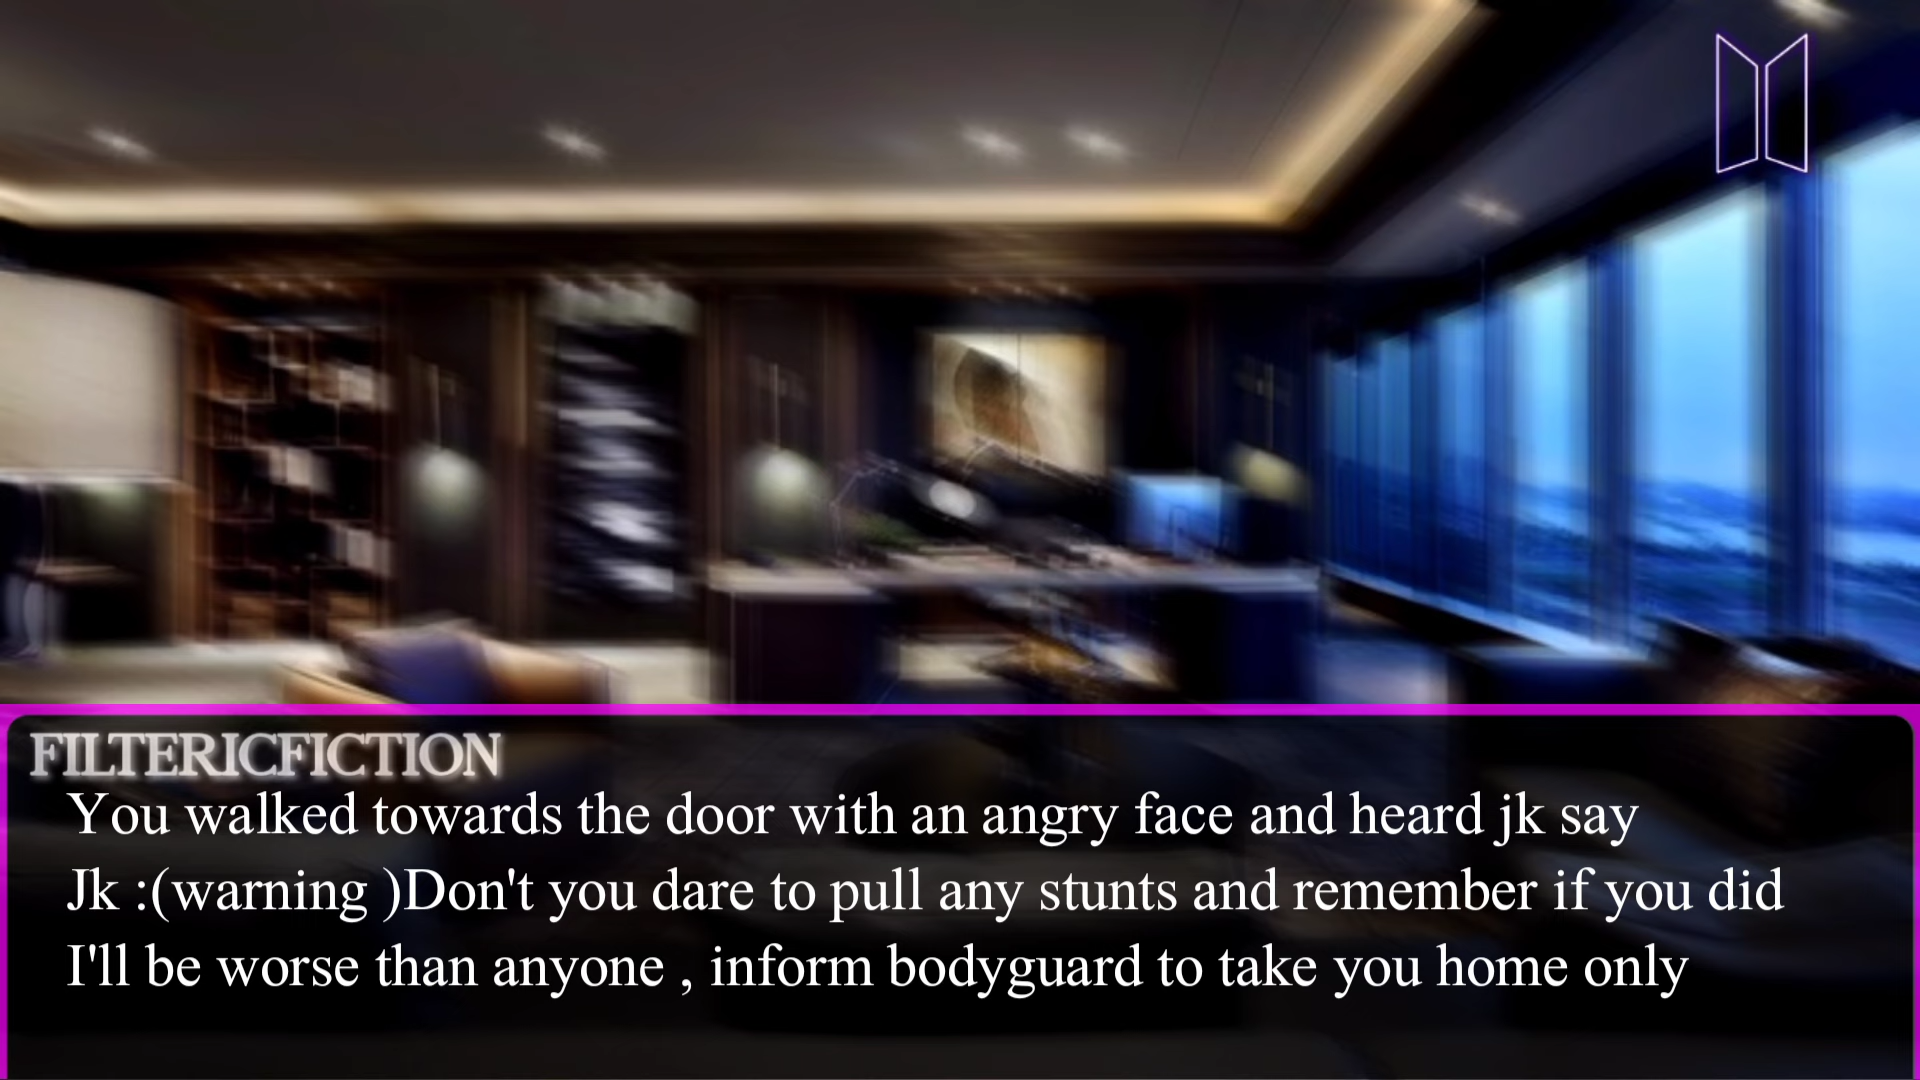 FILTERICFICTION
You walked towards the door with an angry face and heard jk say
Jk :(warning )Don't you dare to pull any stunts and remember if you did
I'll be worse than anyone , inform bodyguard to take you home only